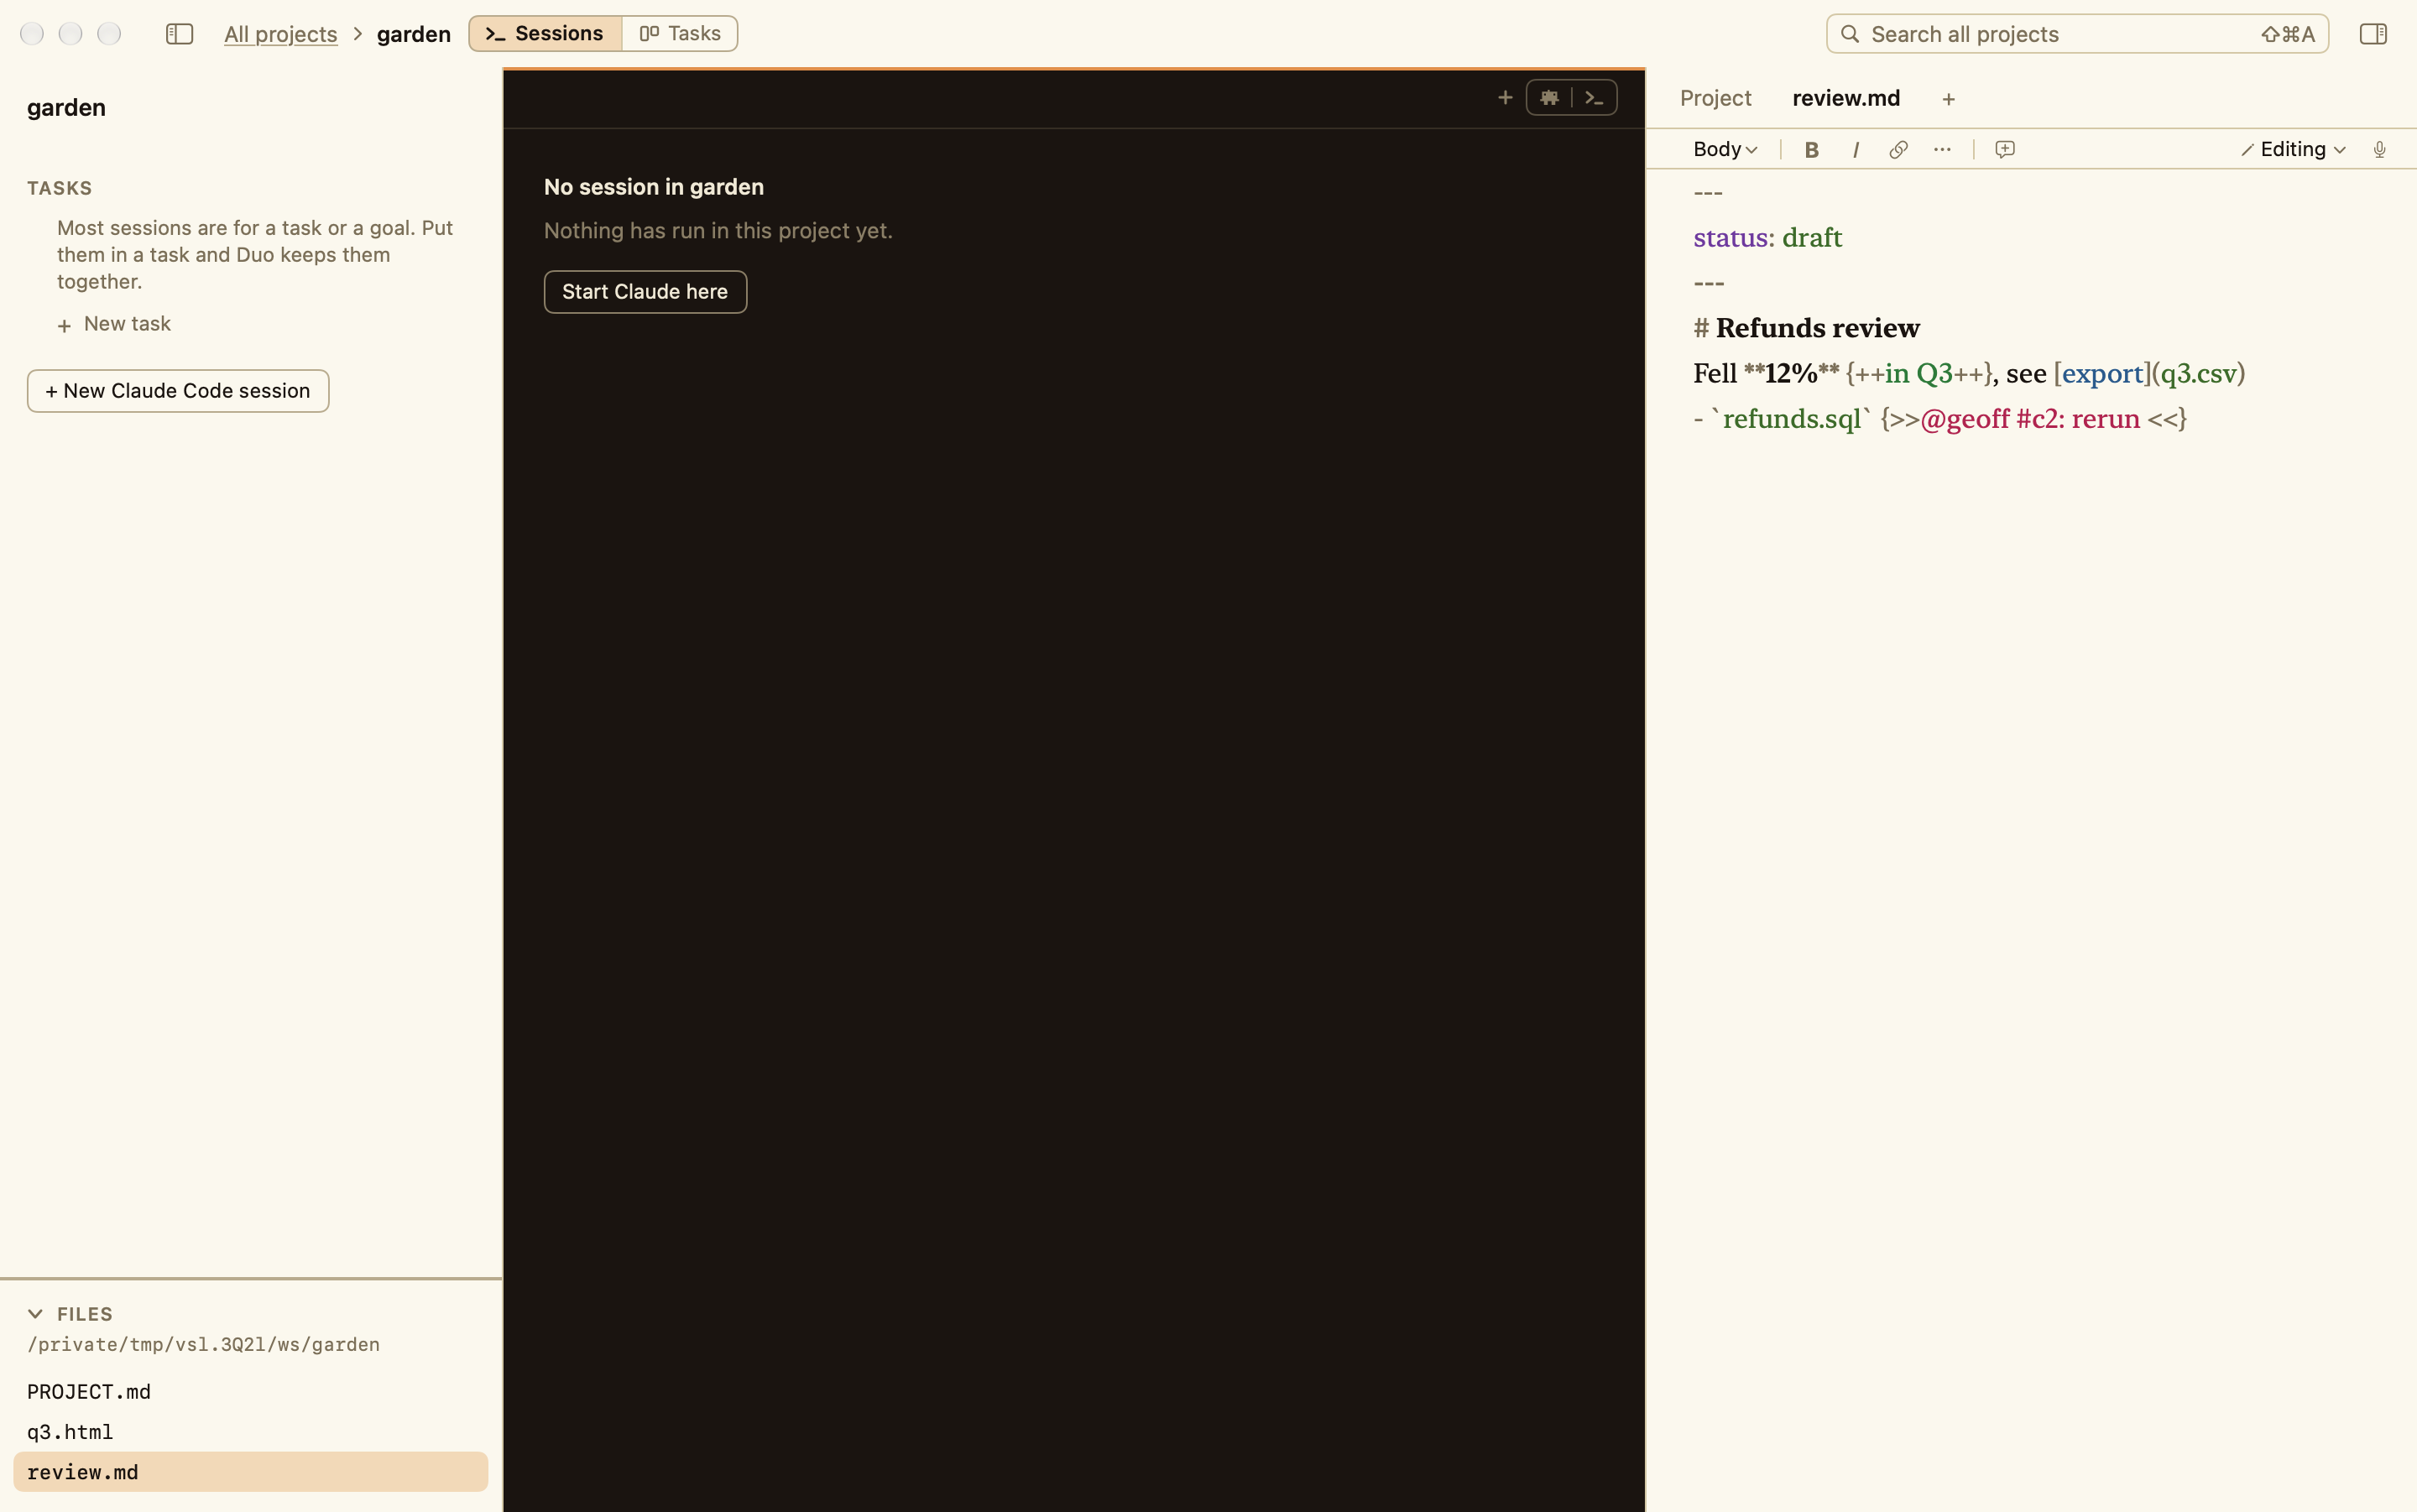 All projects > garden
Sessions
Tasks
Search all projects ⇧⌘A
garden
TASKS
Most sessions are for a task or a goal. Put
them in a task and Duo keeps them
together.
+ New task
+ New Claude Code session
FILES
/private/tmp/vsl.3Q2l/ws/garden
PROJECT.md
q3.html
review.md
+
No session in garden
Nothing has run in this project yet.
Start Claude here
Project review.md +
Body B I ··· Editing
---
status: draft
---
# Refunds review
Fell **12%** {++in Q3++}, see [export](q3.csv)
- `refunds.sql` {>>@geoff #c2: rerun <<}